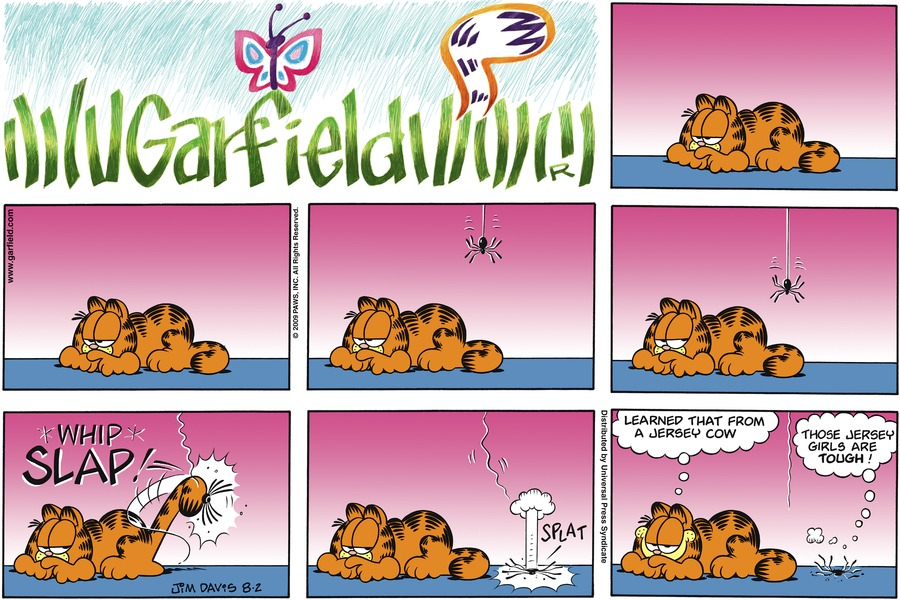 Garfield
R
www.garfield.com
© 2009 PAWS, INC. All Rights Reserved.
*WHIP*
SLAP!
JIM DAVIS 8-2
SPLAT
Distributed by Universal Press Syndicate
LEARNED THAT FROM
A JERSEY COW
THOSE JERSEY
GIRLS ARE
TOUGH!